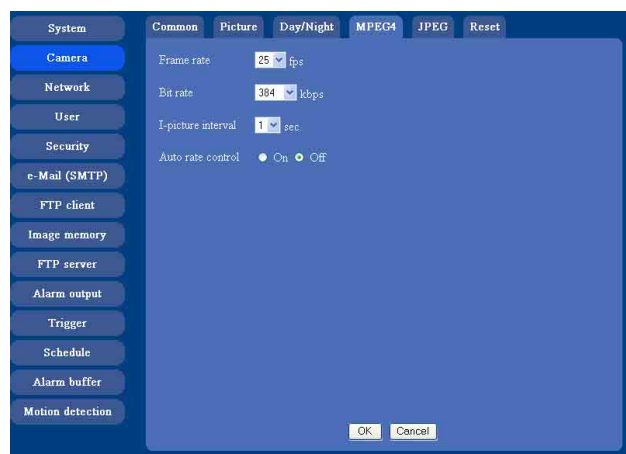 System
Camera
Network
User
Security
e-Mail (SMTP)
FTP client
Image memory
FTP server
Alarm output
Trigger
Schedule
Alarm buffer
Motion detection
Common Picture Day/Night MPEG4 JPEG Reset
Frame rate 25 fps
Bit rate 384 kbps
I-picture interval 1 sec
Auto rate control On Off
OK Cancel